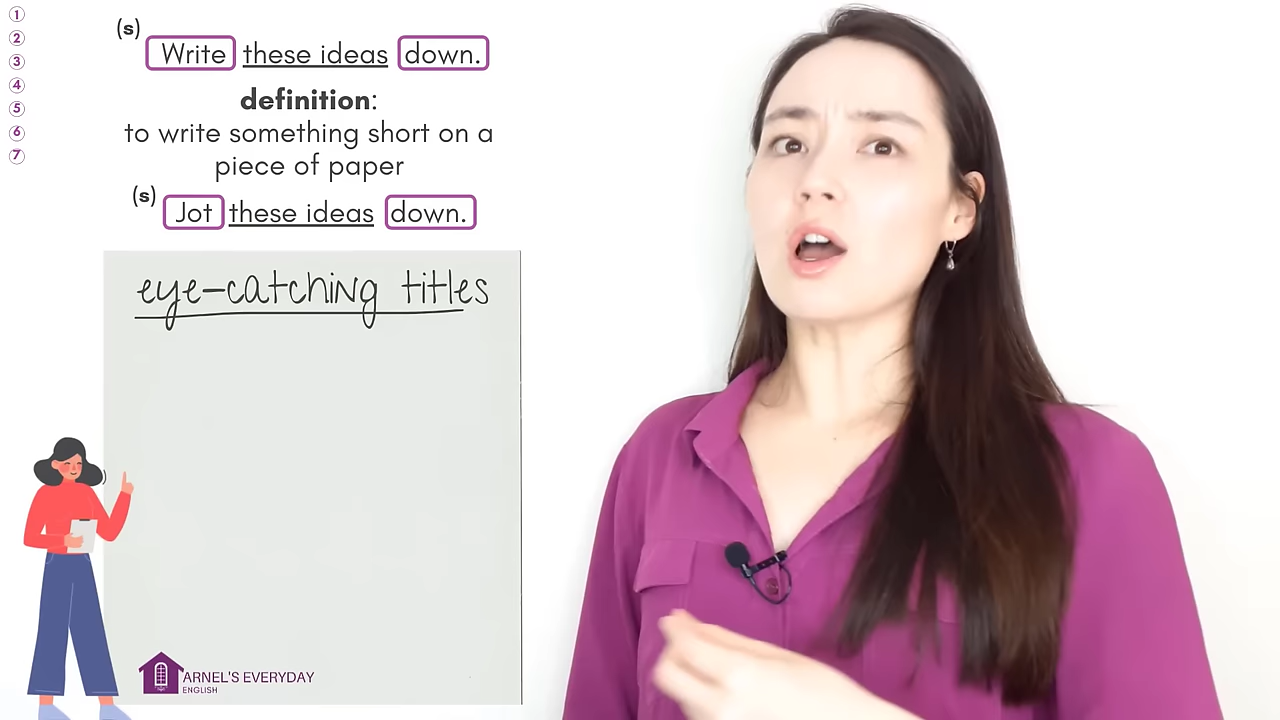 ①
②
③
④
⑤
⑥
⑦
(s)
Write these ideas down.
definition:
to write something short on a
piece of paper
(s)
Jot these ideas down.
eye-catching titles
ARNEL'S EVERYDAY
ENGLISH